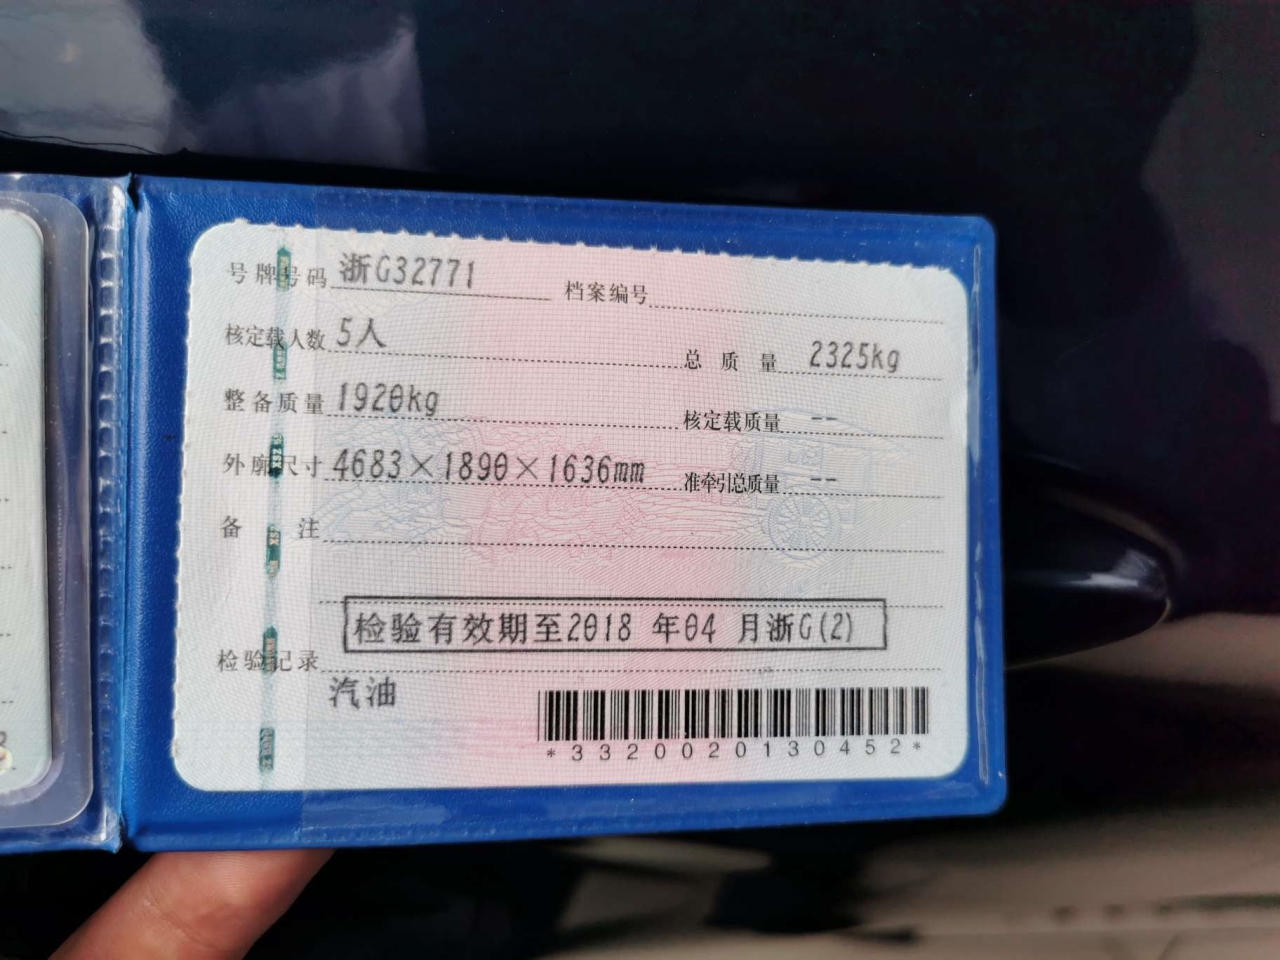 号牌号码 浙G32771 档案编号
核定载人数 5人 总质量 2325kg
整备质量 1920kg 核定载质量 --
外廓尺寸 4683×1890×1636mm 准牵引总质量 --
备注
检验有效期至2018 年04 月浙G(2)
检验记录
汽油
*3320020130452*